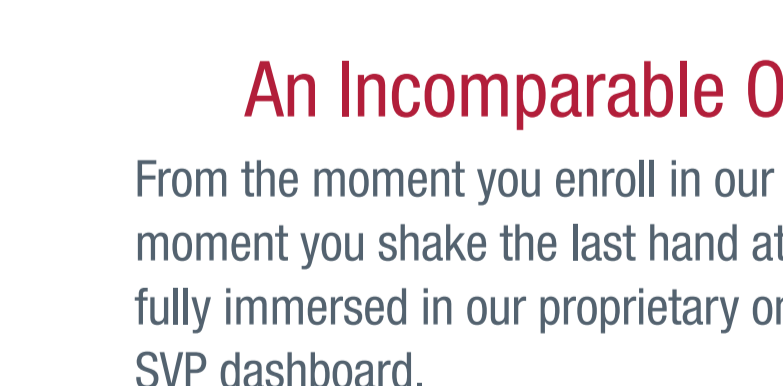 An Incomparable O
From the moment you enroll in our
moment you shake the last hand at
fully immersed in our proprietary on
SVP dashboard.